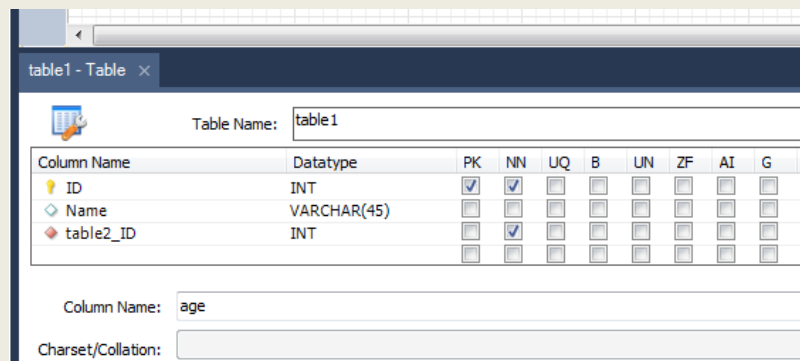 table1 - Table ×
Table Name: table1
Column Name Datatype PK NN UQ B UN ZF AI G
ID INT
Name VARCHAR(45)
table2_ID INT
Column Name: age
Charset/Collation: